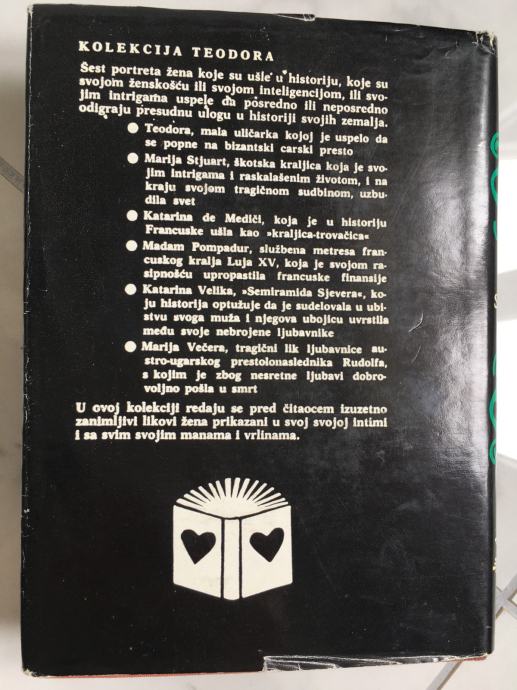 KOLEKCIJA TEODORA
Šest portreta žena koje su ušle u historiju, koje su
svojom ženskošću ili svojom inteligencijom, ili svo-
jim intrigama uspele da posredno ili neposredno
odigraju presudnu ulogu u historiji svojih zemalja.
● Teodora, mala uličarka kojoj je uspelo da
se popne na bizantski carski presto
● Marija Stjuart, škotska kraljica koja je svo-
jim intrigama i raskalašenim životom, i na
kraju svojom tragičnom sudbinom, uzbu-
dila svet
● Katarina de Mediči, koja je u historiju
Francuske ušla kao »kraljica-trovačica«
● Madam Pompadur, službena metresa fran-
cuskog kralja Luja XV, koja je svojom ra-
sipnošću upropastila francuske finansije
● Katarina Velika, »Semiramida Sjevera«, ko-
ju historija optužuje da je sudelovala u ubi-
stvu svoga muža i njegova ubojicu uvrstila
među svoje nebrojene ljubavnike
● Marija Večera, tragični lik ljubavnice au-
stro-ugarskog prestolonaslednika Rudolfa,
s kojim je zbog nesretne ljubavi dobro-
voljno pošla u smrt
U ovoj kolekciji redaju se pred čitaocem izuzetno
zanimljivi likovi žena prikazani u svoj svojoj intimi
i sa svim svojim manama i vrlinama.